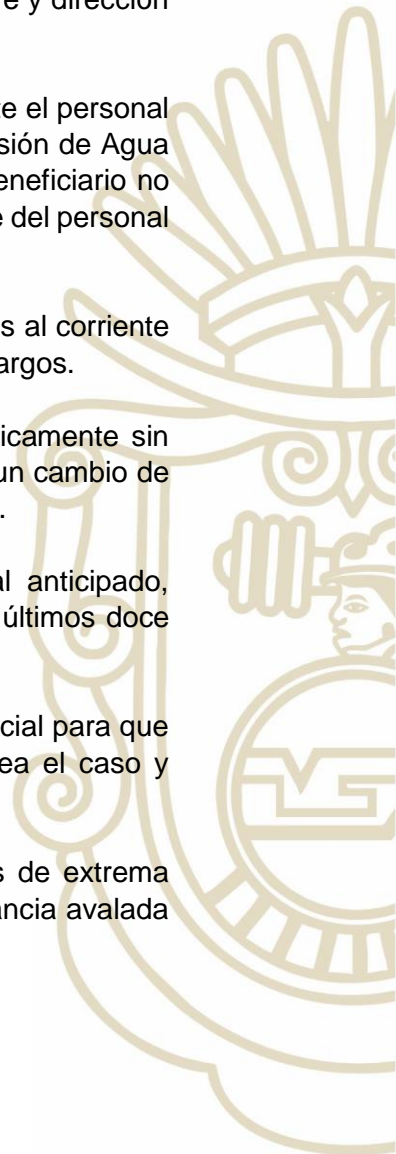 e y dirección
te el personal
sión de Agua
eneficiario no
e del personal
s al corriente
argos.
icamente sin
un cambio de
.
al anticipado,
últimos doce
cial para que
ea el caso y
s de extrema
ancia avalada